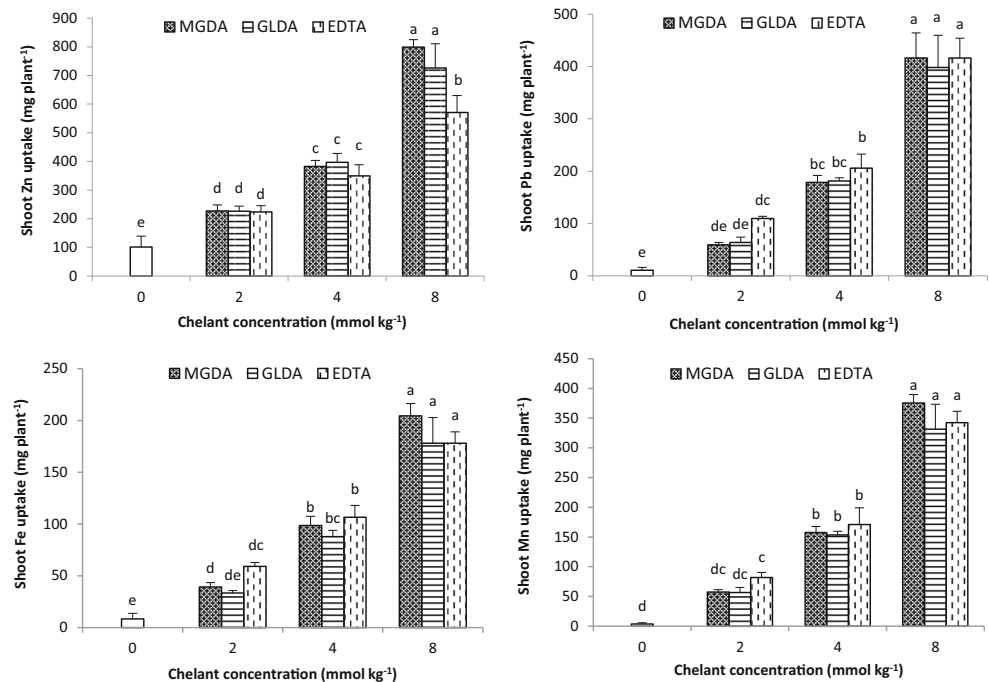 MGDA GLDA EDTA
Shoot Zn uptake (mg plant⁻¹)
900
800
700
600
500
400
300
200
100
0
e
d d d
c c c
a a b
0 2 4 8
Chelant concentration (mmol kg⁻¹)
MGDA GLDA EDTA
Shoot Pb uptake (mg plant⁻¹)
500
400
300
200
100
0
e
de de dc
bc bc b
a a a
0 2 4 8
Chelant concentration (mmol kg⁻¹)
MGDA GLDA EDTA
Shoot Fe uptake (mg plant⁻¹)
250
200
150
100
50
0
e
d de dc
b bc b
a a a
0 2 4 8
Chelant concentration (mmol kg⁻¹)
MGDA GLDA EDTA
Shoot Mn uptake (mg plant⁻¹)
450
400
350
300
250
200
150
100
50
0
d
dc dc c
b b b
a a a
0 2 4 8
Chelant concentration (mmol kg⁻¹)